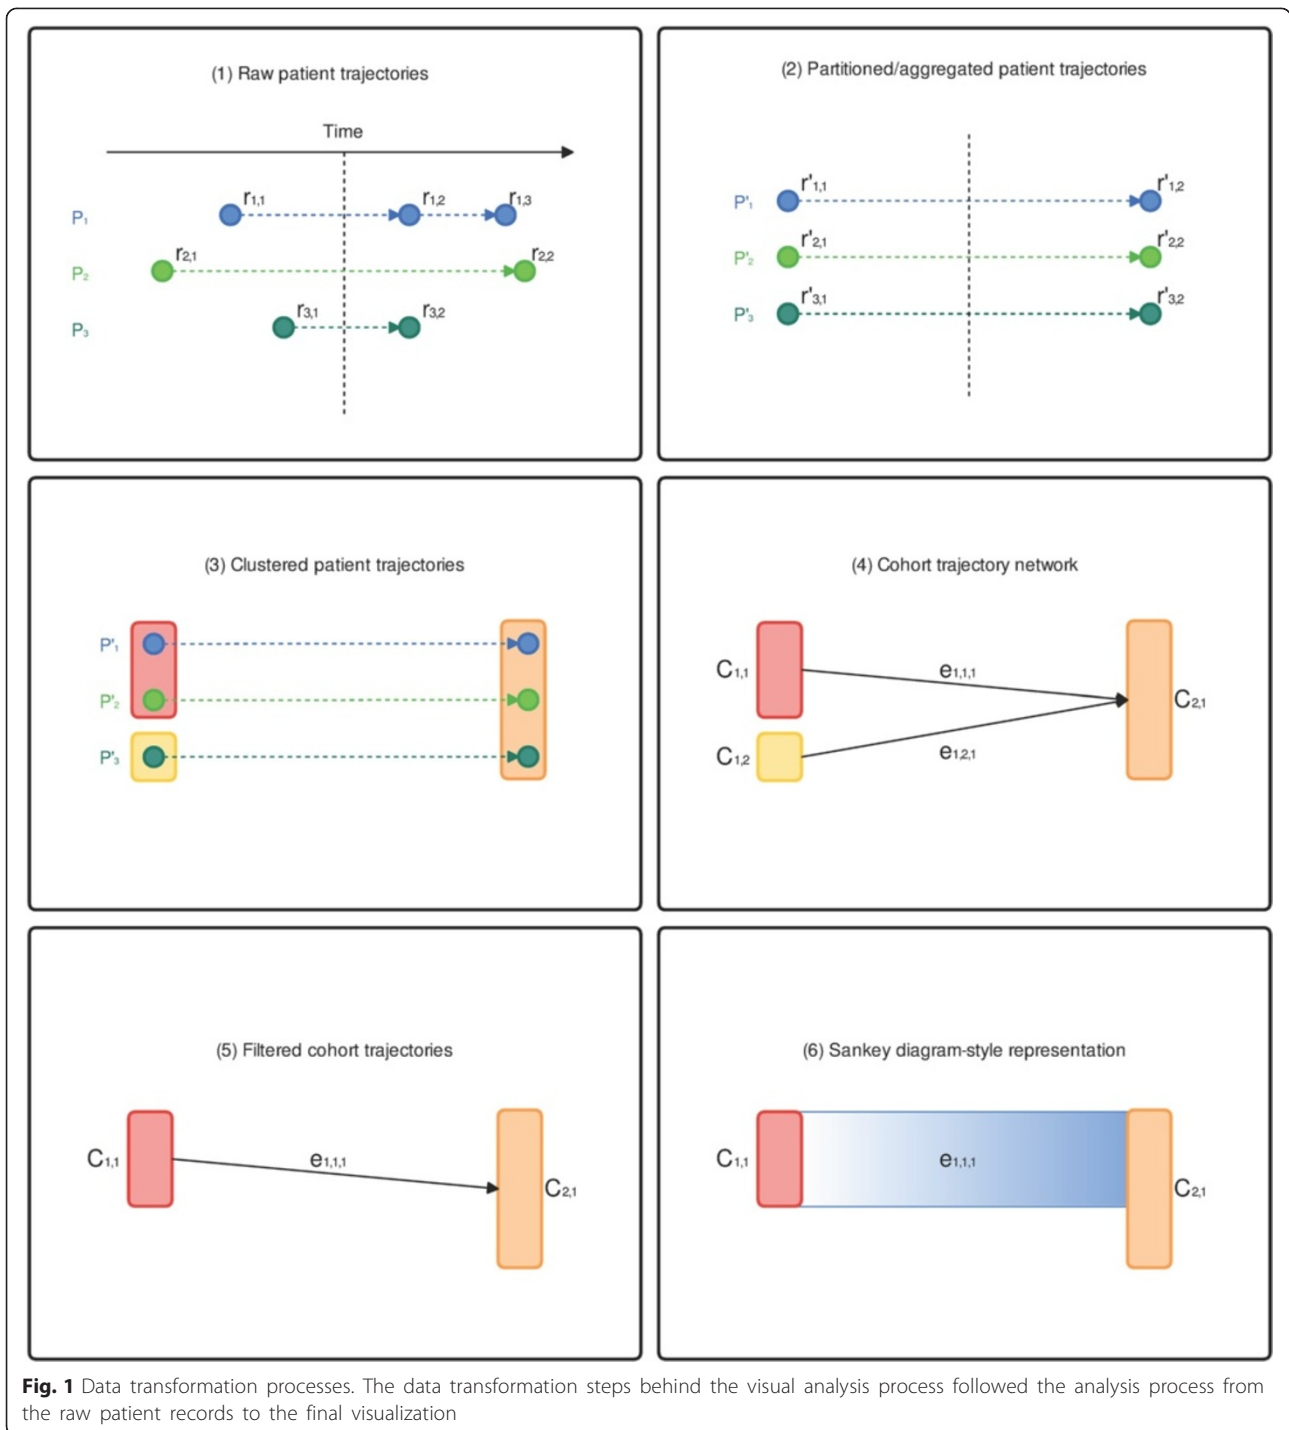 (1) Raw patient trajectories
Time
r1,1 r1,2 r1,3
P1
r2,1 r2,2
P2
r3,1 r3,2
P3
(2) Partitioned/aggregated patient trajectories
r'1,1 r'1,2
P'1
r'2,1 r'2,2
P'2
r'3,1 r'3,2
P'3
(3) Clustered patient trajectories
P'1
P'2
P'3
(4) Cohort trajectory network
C1,1 e1,1,1
C2,1
C1,2 e1,2,1
(5) Filtered cohort trajectories
C1,1 e1,1,1
C2,1
(6) Sankey diagram-style representation
C1,1 e1,1,1
C2,1
Fig. 1 Data transformation processes. The data transformation steps behind the visual analysis process followed the analysis process from
the raw patient records to the final visualization